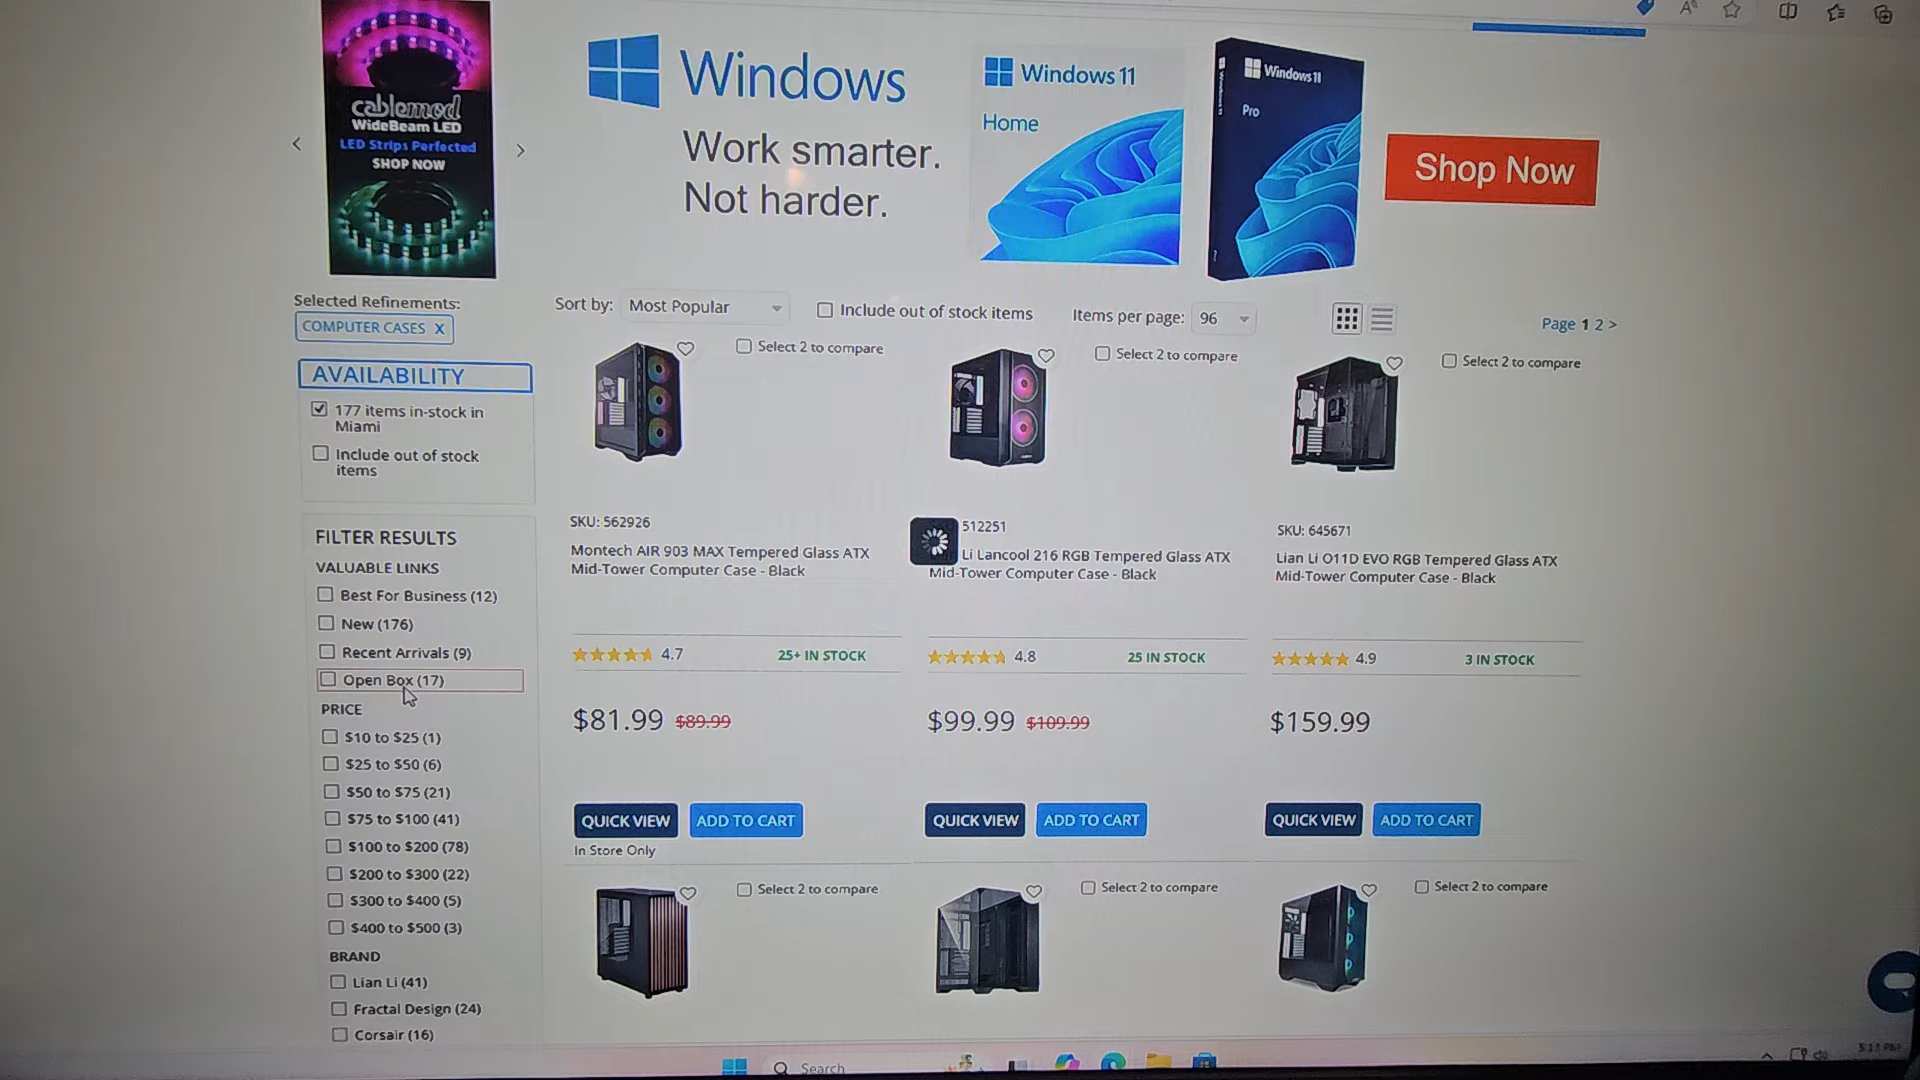 cablemod
WideBeam LED
LED Strips Perfected
SHOP NOW
Windows
Work smarter.
Not harder.
Windows 11
Home
Windows 11
Pro
Shop Now
Selected Refinements:
COMPUTER CASES X
Sort by: Most Popular
Include out of stock items
Items per page: 96
Page 1 2 >
AVAILABILITY
177 items in-stock in
Miami
Include out of stock
items
FILTER RESULTS
VALUABLE LINKS
Best For Business (12)
New (176)
Recent Arrivals (9)
Open Box (17)
PRICE
$10 to $25 (1)
$25 to $50 (6)
$50 to $75 (21)
$75 to $100 (41)
$100 to $200 (78)
$200 to $300 (22)
$300 to $400 (5)
$400 to $500 (3)
BRAND
Lian Li (41)
Fractal Design (24)
Corsair (16)
Select 2 to compare
SKU: 562926
Montech AIR 903 MAX Tempered Glass ATX
Mid-Tower Computer Case - Black
4.7 25+ IN STOCK
$81.99 $89.99
QUICK VIEW ADD TO CART
In Store Only
Select 2 to compare
512251
Li Lancool 216 RGB Tempered Glass ATX
Mid-Tower Computer Case - Black
4.8 25 IN STOCK
$99.99 $109.99
QUICK VIEW ADD TO CART
Select 2 to compare
SKU: 645671
Lian Li O11D EVO RGB Tempered Glass ATX
Mid-Tower Computer Case - Black
4.9 3 IN STOCK
$159.99
QUICK VIEW ADD TO CART
Select 2 to compare
Select 2 to compare
Select 2 to compare
Search
5:13 PM